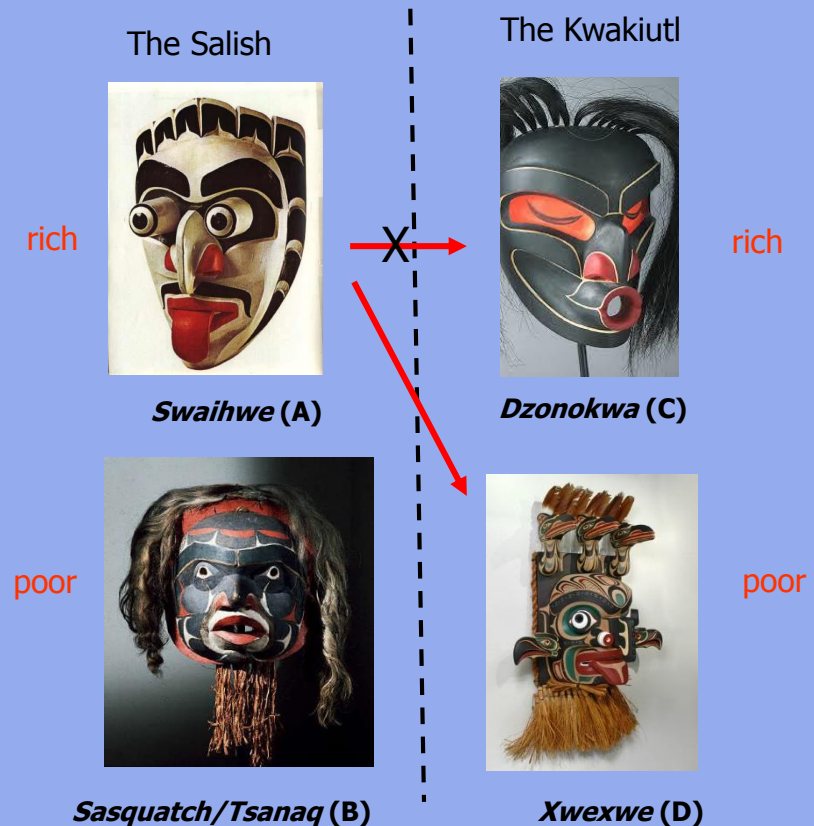 The Salish
The Kwakiutl
rich
X
rich
Swaihwe (A)
Dzonokwa (C)
poor
poor
Sasquatch/Tsanaq (B)
Xwexwe (D)